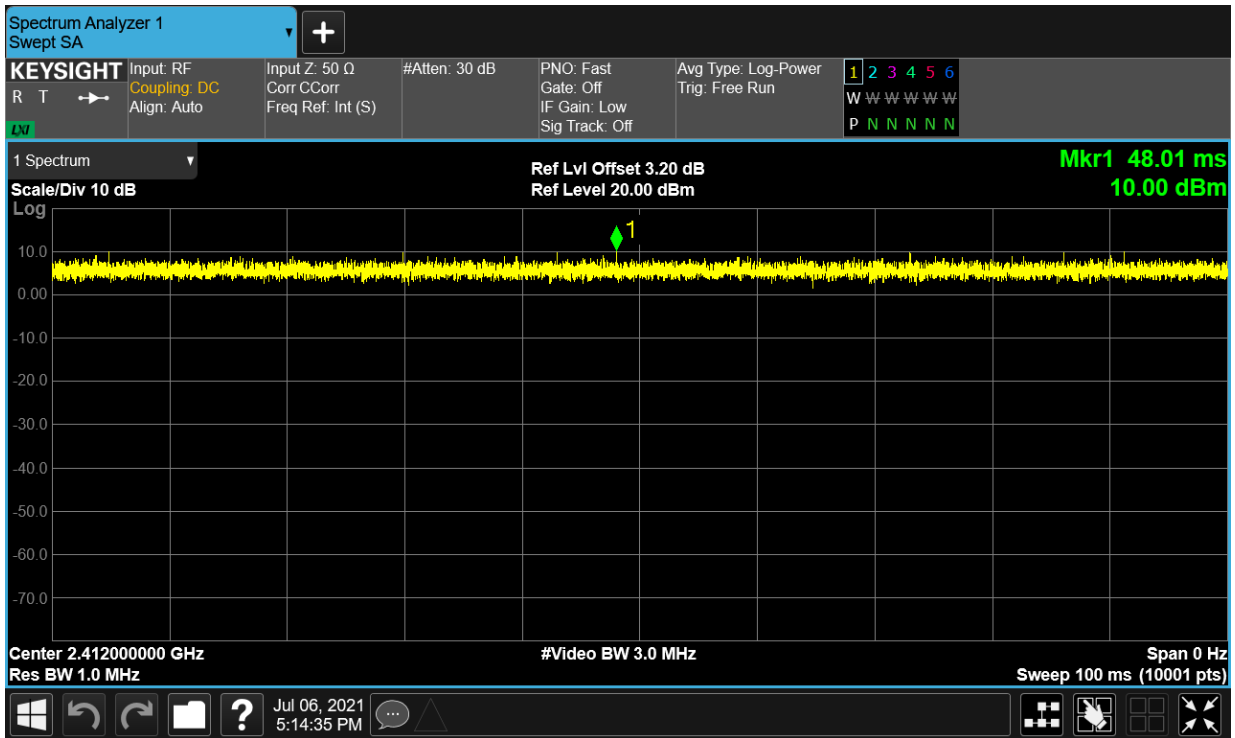 Spectrum Analyzer 1
Swept SA
KEYSIGHT
R T
LXI
Input: RF
Coupling: DC
Align: Auto
Input Z: 50 Ω
Corr CCorr
Freq Ref: Int (S)
#Atten: 30 dB
PNO: Fast
Gate: Off
IF Gain: Low
Sig Track: Off
Avg Type: Log-Power
Trig: Free Run
1 2 3 4 5 6
W W W W W W
P N N N N N
1 Spectrum
Scale/Div 10 dB
Log
Ref Lvl Offset 3.20 dB
Ref Level 20.00 dBm
Mkr1 48.01 ms
10.00 dBm
1
10.0
0.00
-10.0
-20.0
-30.0
-40.0
-50.0
-60.0
-70.0
Center 2.412000000 GHz
Res BW 1.0 MHz
#Video BW 3.0 MHz
Span 0 Hz
Sweep 100 ms (10001 pts)
?
Jul 06, 2021
5:14:35 PM